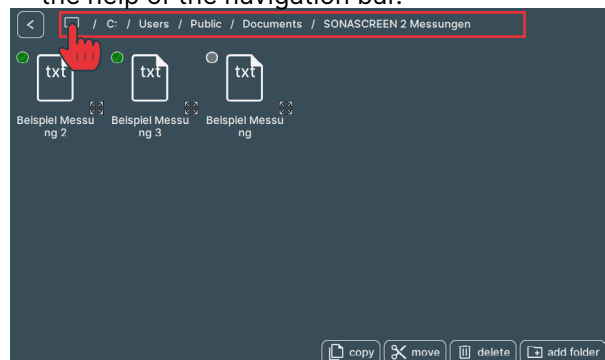 the help of the navigation bar.
< / C: / Users / Public / Documents / SONASCREEN 2 Messungen
txt txt txt
Beispiel Messu Beispiel Messu Beispiel Messu
ng 2 ng 3 ng
copy move delete add folder